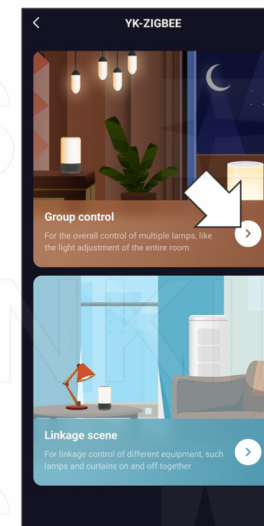 YK-ZIGBEE
Group control
For the overall control of multiple lamps, like
the light adjustment of the entire room
Linkage scene
For linkage control of different equipment, such
as lamps and curtains on and off together